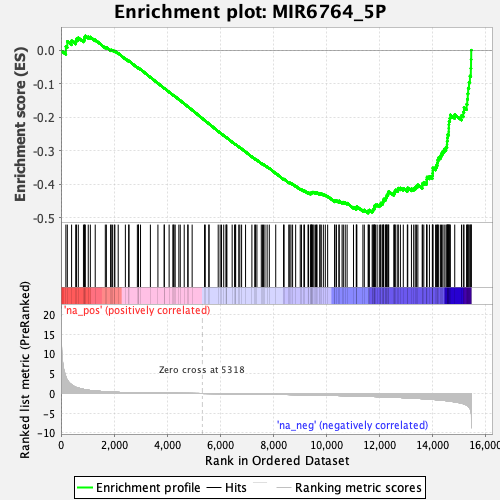 Enrichment plot: MIR6764_5P
Enrichment score (ES)
0.0
-0.1
-0.2
-0.3
-0.4
-0.5
'na_pos' (positively correlated)
Ranked list metric (PreRanked)
20
15
10
5
0
-5
-10
Zero cross at 5318
'na_neg' (negatively correlated)
0
2,000
4,000
6,000
8,000
10,000
12,000
14,000
16,000
Rank in Ordered Dataset
Enrichment profile
Hits
Ranking metric scores